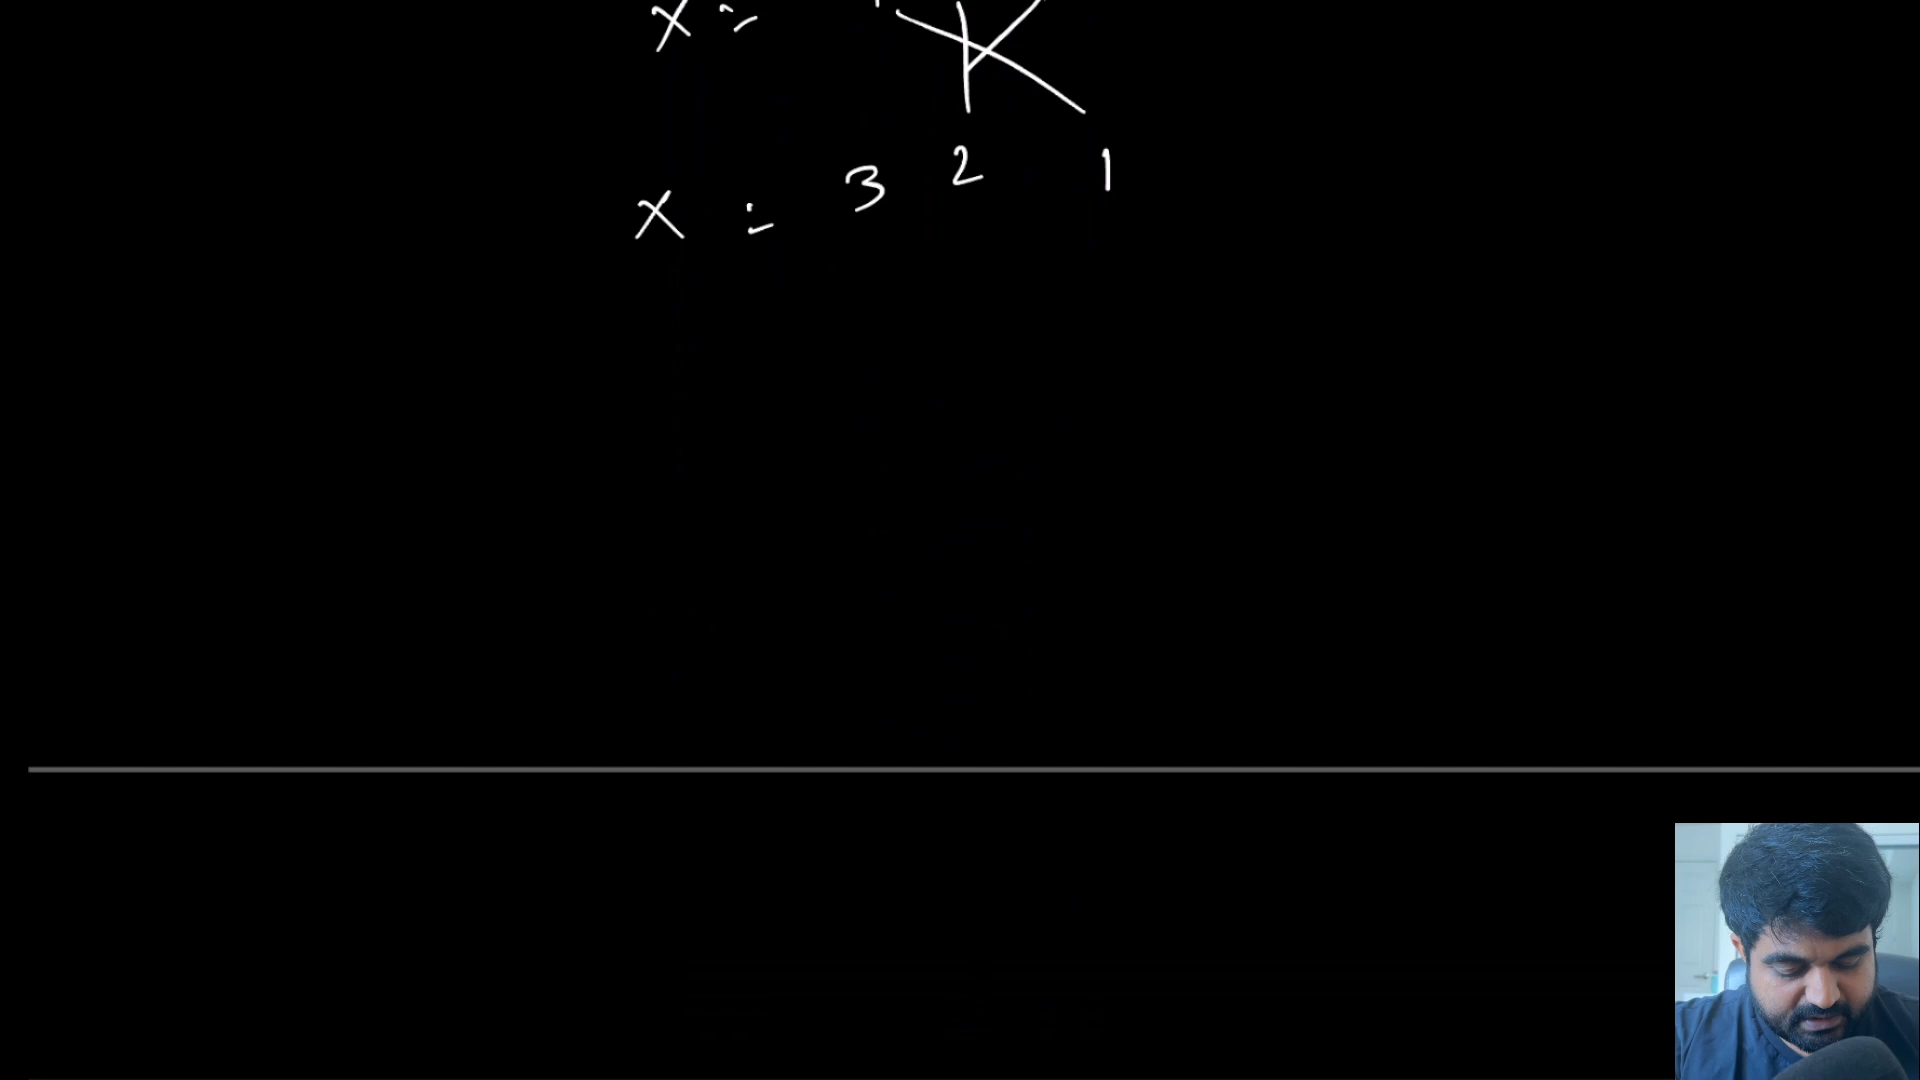 x =
x = 3 2 1